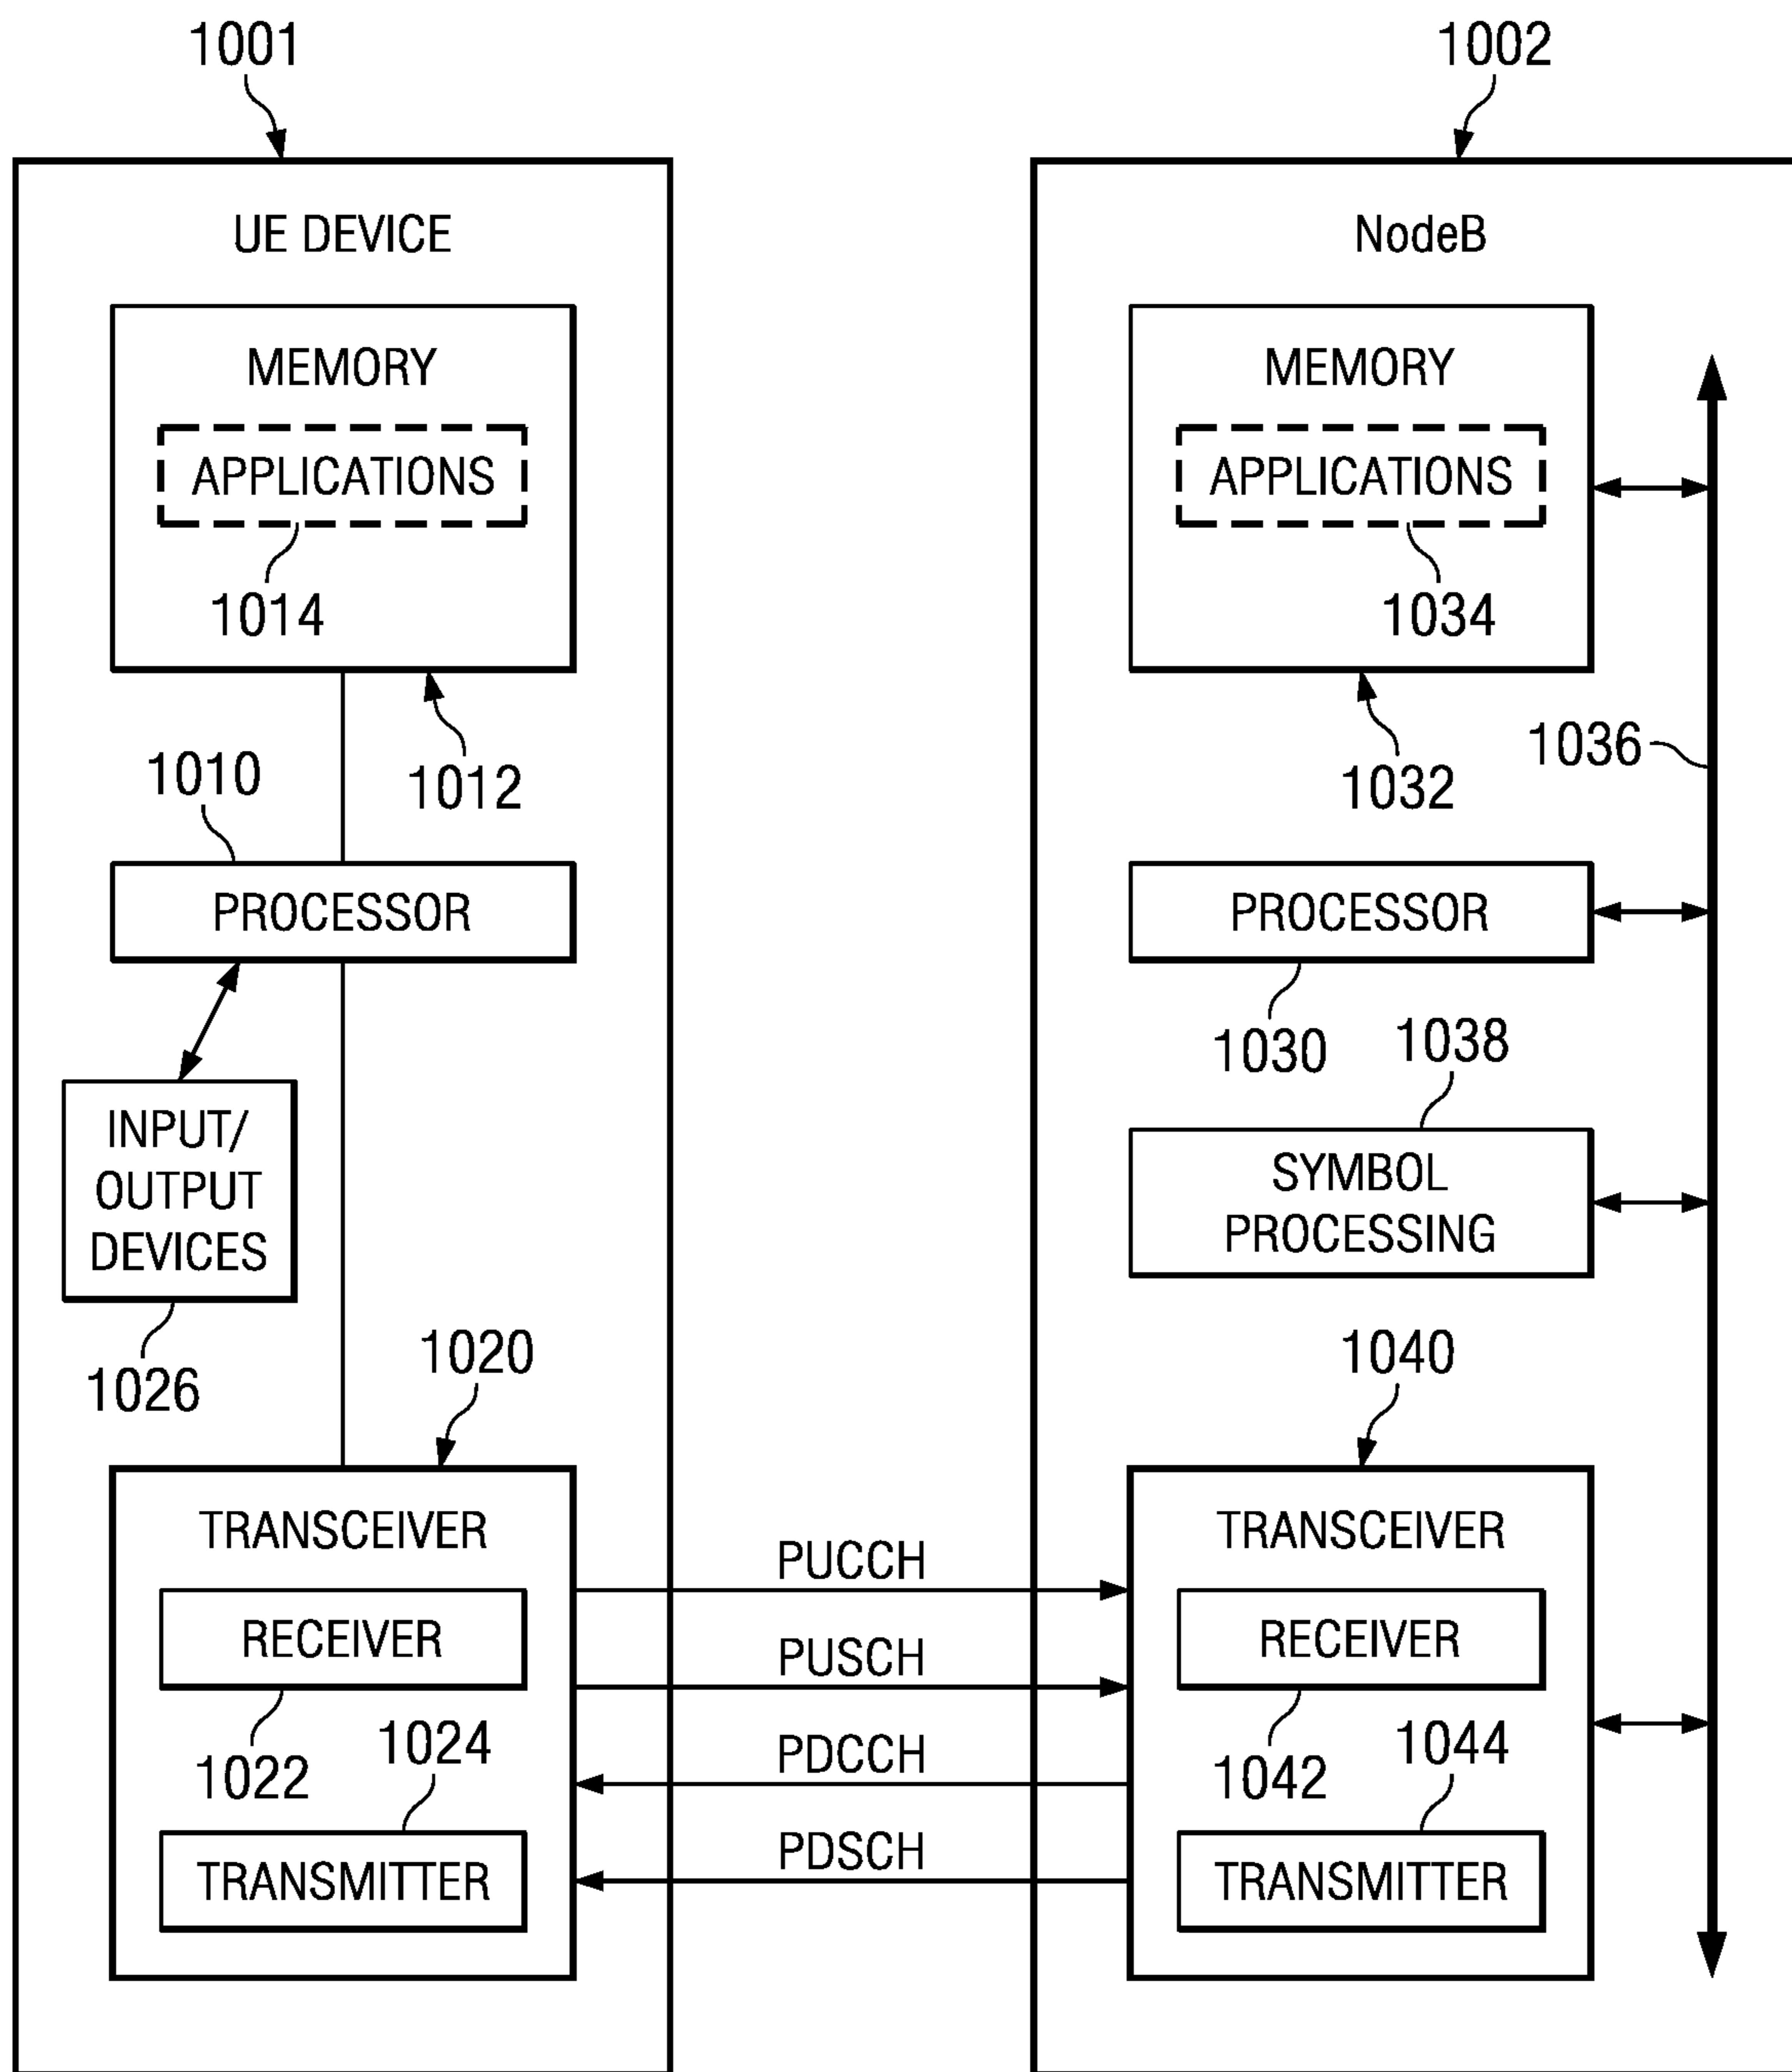 1001
1002
UE DEVICE
NodeB
MEMORY
MEMORY
APPLICATIONS
APPLICATIONS
1014
1034
1036
1010
1012
1032
PROCESSOR
PROCESSOR
1030
1038
INPUT/
OUTPUT
DEVICES
SYMBOL
PROCESSING
1026
1020
1040
TRANSCEIVER
TRANSCEIVER
PUCCH
RECEIVER
RECEIVER
PUSCH
1022
1024
PDCCH
1042
1044
PDSCH
TRANSMITTER
TRANSMITTER